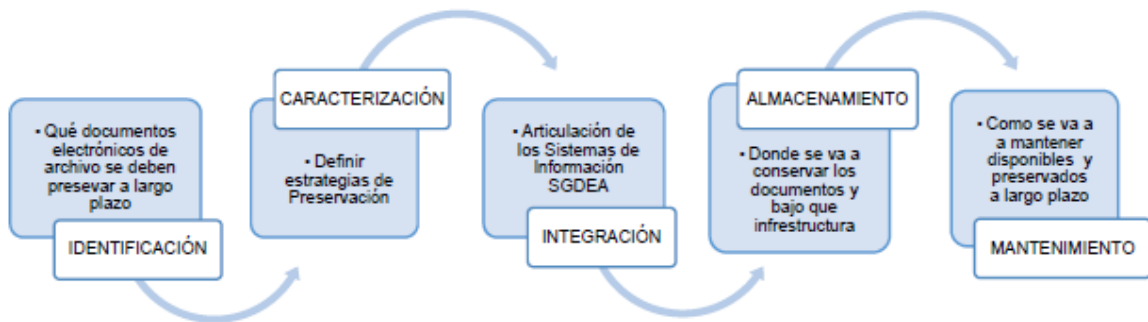 ▪ Qué documentos
electrónicos de
archivo se deben
presevar a largo
plazo
IDENTIFICACIÓN
CARACTERIZACIÓN
▪ Definir
estrategias de
Preservación
▪ Articulación de
los Sistemas de
Información
SGDEA
INTEGRACIÓN
ALMACENAMIENTO
▪ Donde se va a
conservar los
documentos y
bajo que
infrestructura
▪ Como se va a
a mantener
disponibles y
preservados
a largo plazo
MANTENIMIENTO